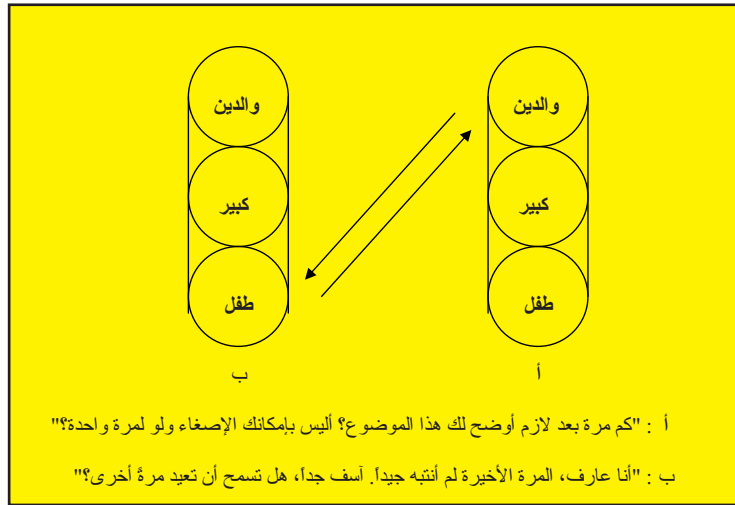 والدين
والدين
كبير
كبير
طفل
طفل
أ
ب
أ : "كم مرة بعد لازم أوضح لك هذا الموضوع؟ أليس بإمكانك الإصغاء ولو لمرة واحدة؟"
ب : "أنا عارف، المرة الأخيرة لم أنتبه جيداً. آسف جداً، هل تسمح أن تعيد مرةً أخرى؟"